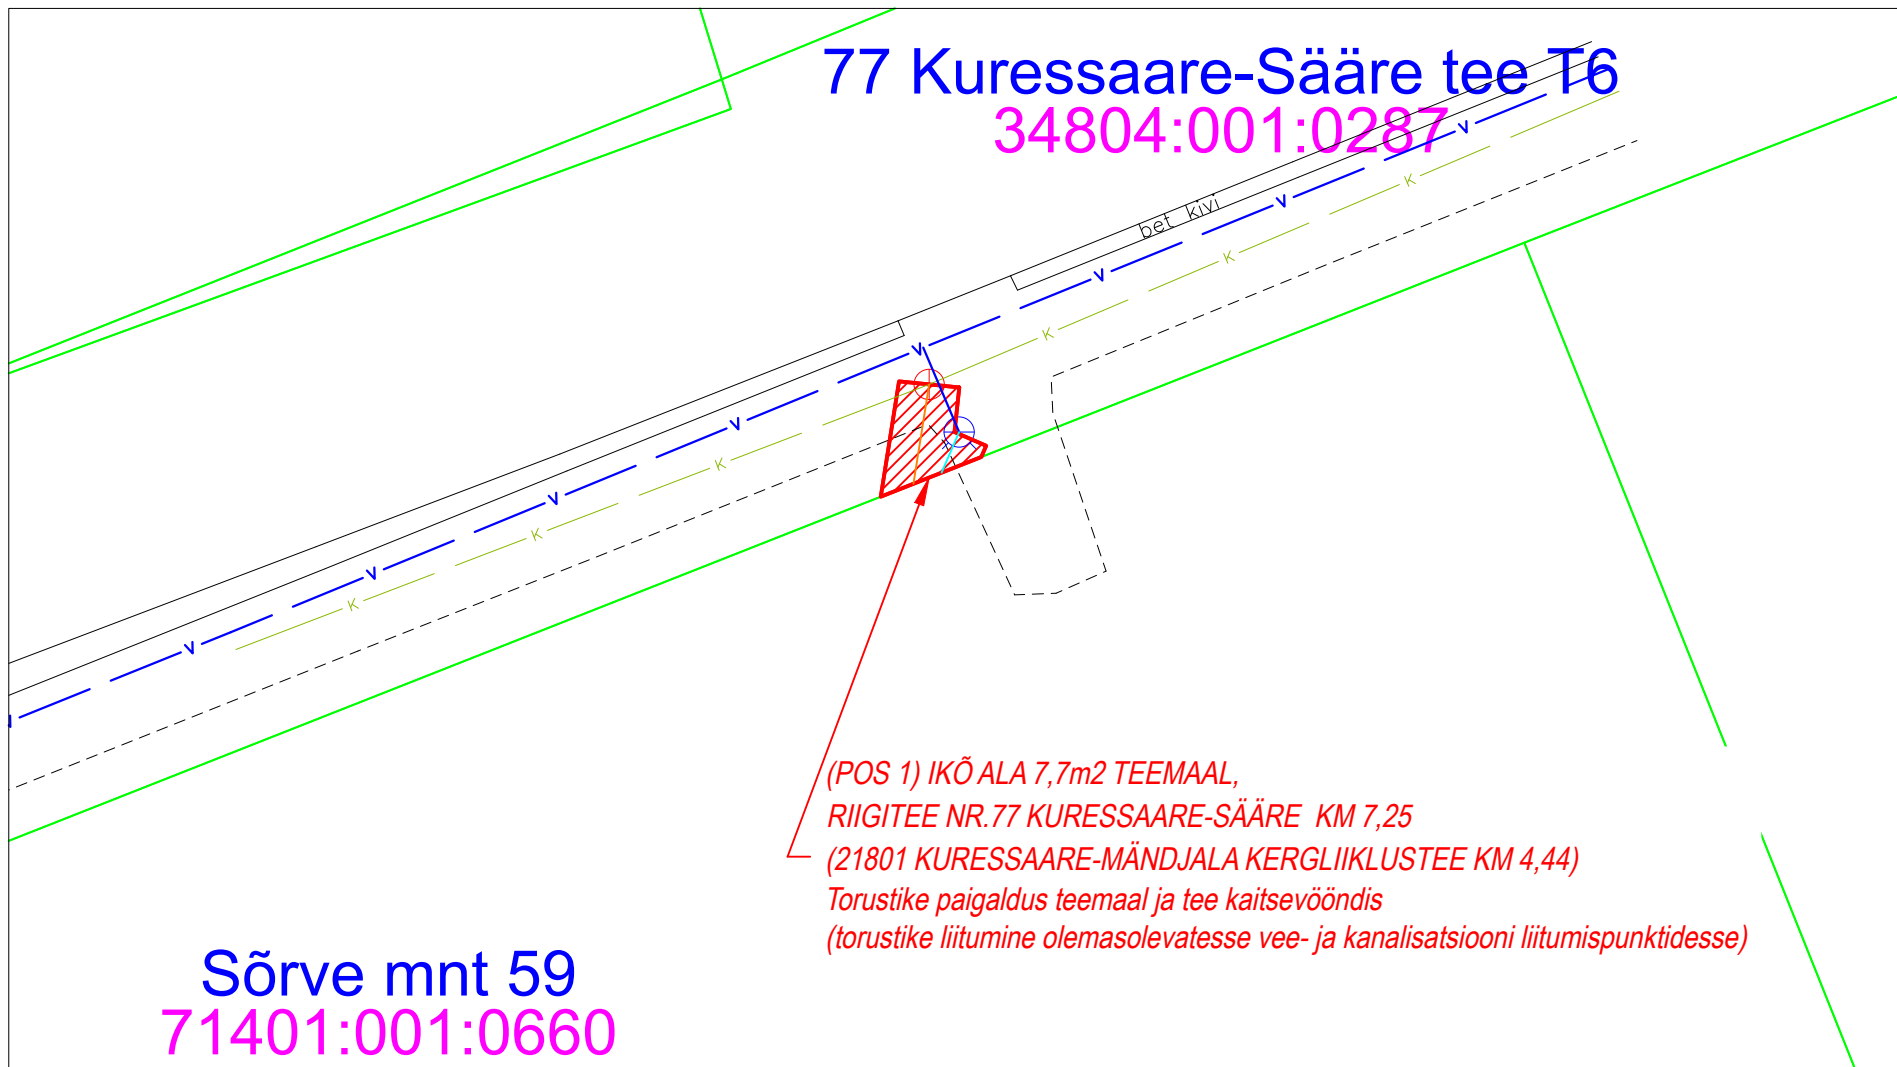 77 Kuressaare-Sääre tee T6
34804:001:0287
bet kivi
V
V
V
V
V
V
V
V
V
K
K
K
K
K
K
(POS 1) IKÕ ALA 7,7m2 TEEMAAL,
RIIGITEE NR.77 KURESSAARE-SÄÄRE KM 7,25
(21801 KURESSAARE-MÄNDJALA KERGLIIKLUSTEE KM 4,44)
Torustike paigaldus teemaal ja tee kaitsevööndis
(torustike liitumine olemasolevatesse vee- ja kanalisatsiooni liitumispunktidesse)
Sõrve mnt 59
71401:001:0660